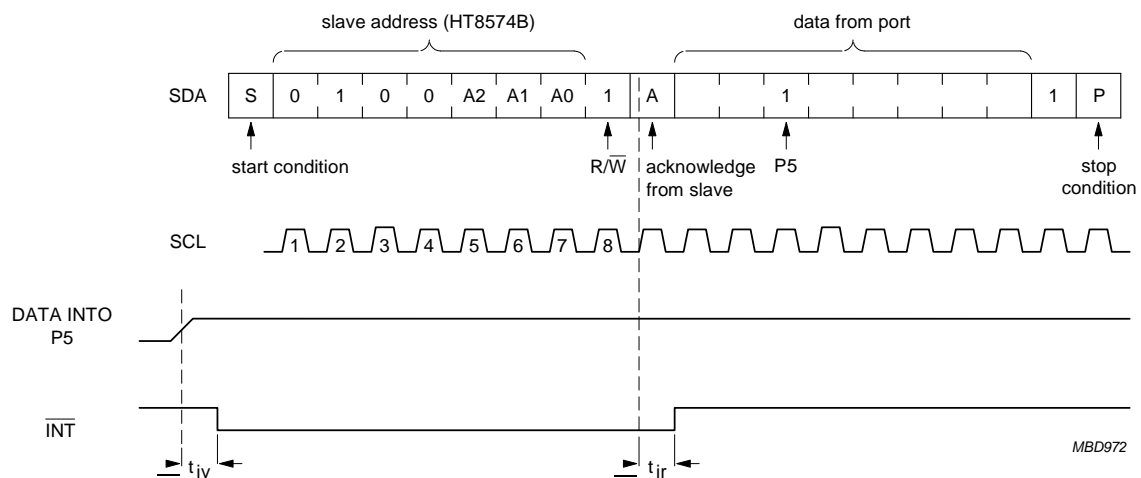 slave address (HT8574B) data from port
SDA S 0 1 0 0 A2 A1 A0 1 A 1 1 P
start condition R/W̅ acknowledge from slave P5 stop condition
SCL 1 2 3 4 5 6 7 8
DATA INTO P5
I̅N̅T̅
MBD972
t iv t ir